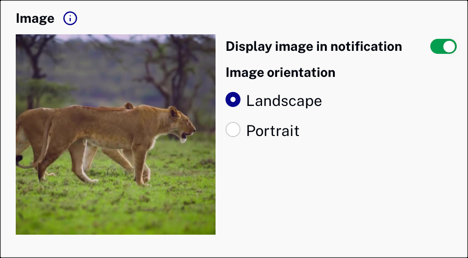 Image
Display image in notification
Image orientation
Landscape
Portrait